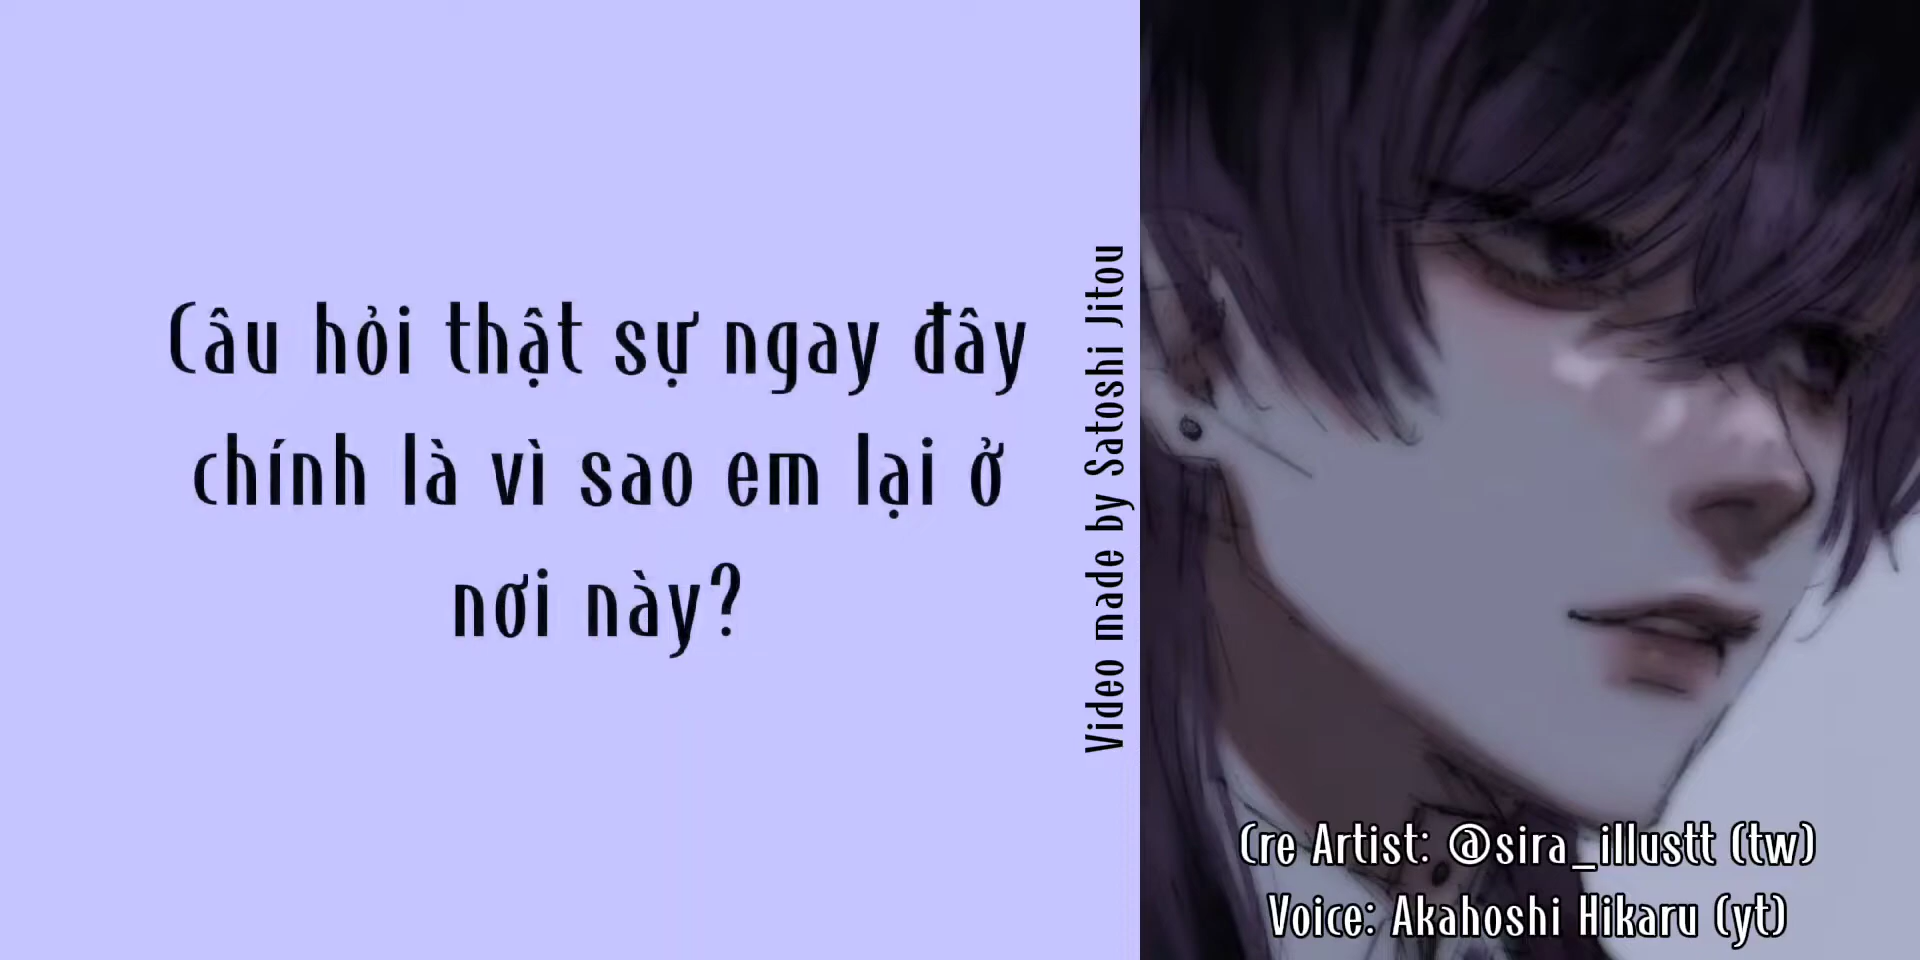 Câu hỏi thật sự ngay đây
chính là vì sao em lại ở
nơi này?
Video made by Satoshi Jitou
Cre Artist: @sira_illustt (tw)
Voice: Akahoshi Hikaru (yt)